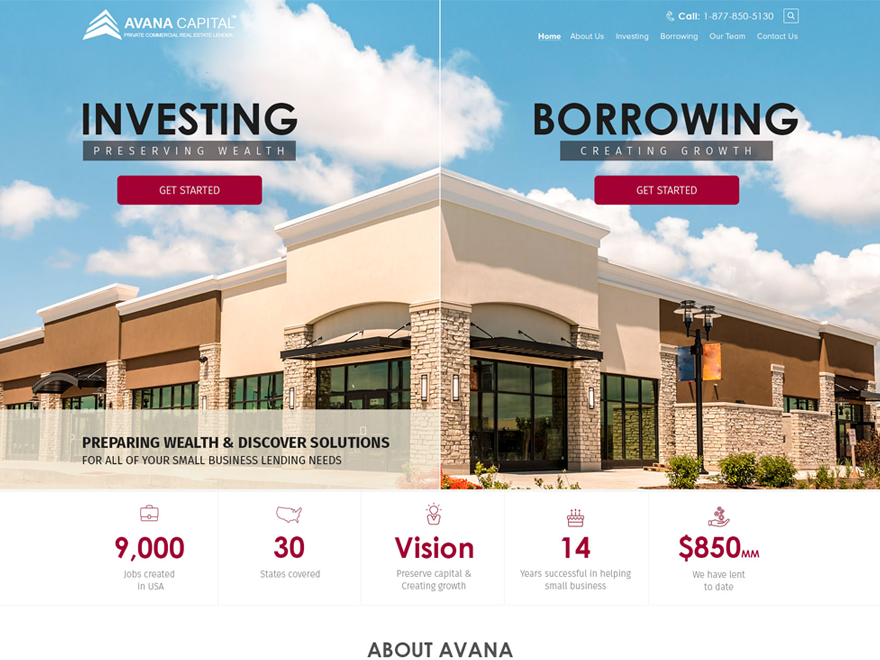 AVANA CAPITAL
PRIVATE COMMERCIAL REAL ESTATE LENDER
Call: 1-877-850-5130
Home About Us Investing Borrowing Our Team Contact Us
INVESTING
PRESERVING WEALTH
GET STARTED
BORROWING
CREATING GROWTH
GET STARTED
PREPARING WEALTH & DISCOVER SOLUTIONS
FOR ALL OF YOUR SMALL BUSINESS LENDING NEEDS
9,000
Jobs created
in USA
30
States covered
Vision
Preserve capital &
Creating growth
14
Years successful in helping
small business
$850MM
We have lent
to date
ABOUT AVANA